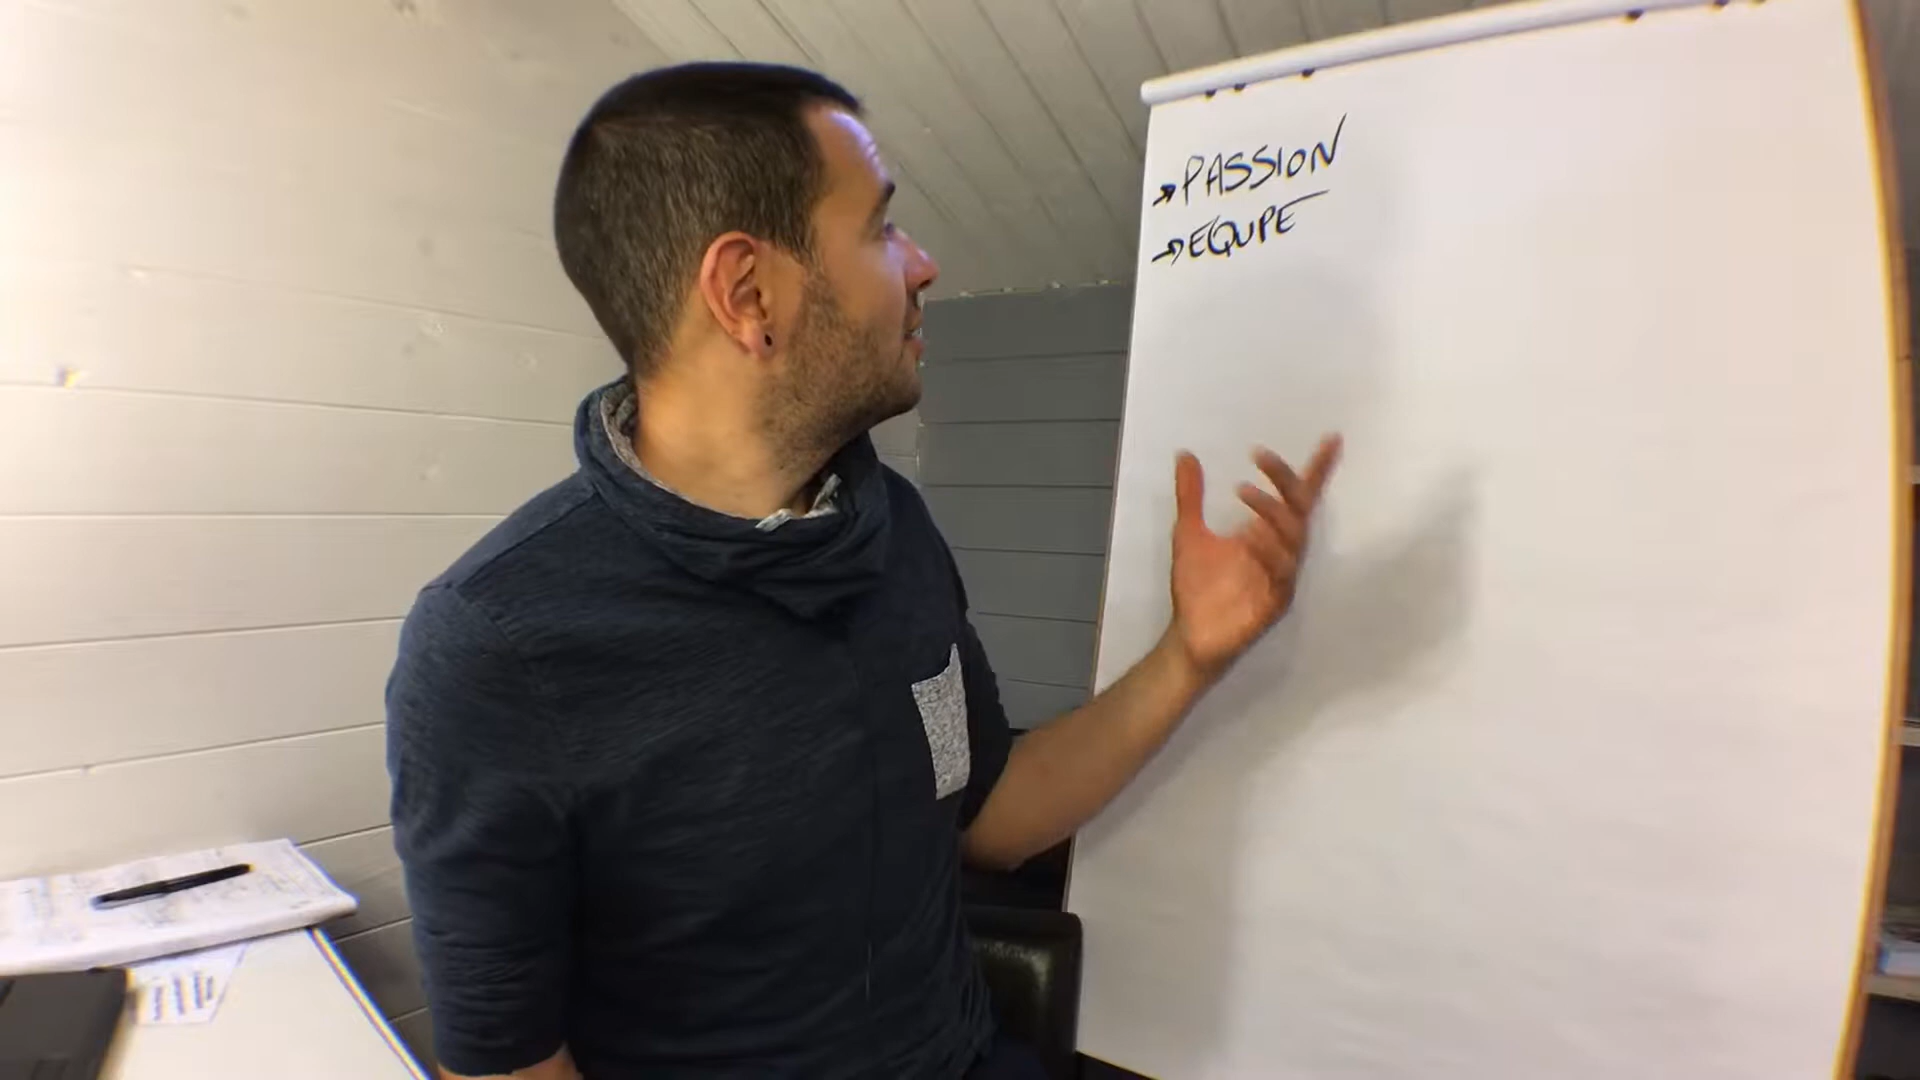 → PASSION
→ EQUPE